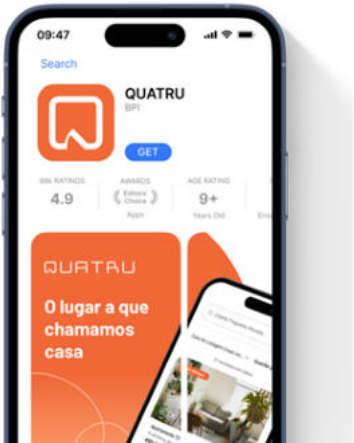 09:47
Search
QUATRU
BPI
GET
RATINGS
AWARDS
AGE RATING
4.9
Editors'
Choice
9+
Apps
Years Old
QUATRU
O lugar a que
chamamos
casa